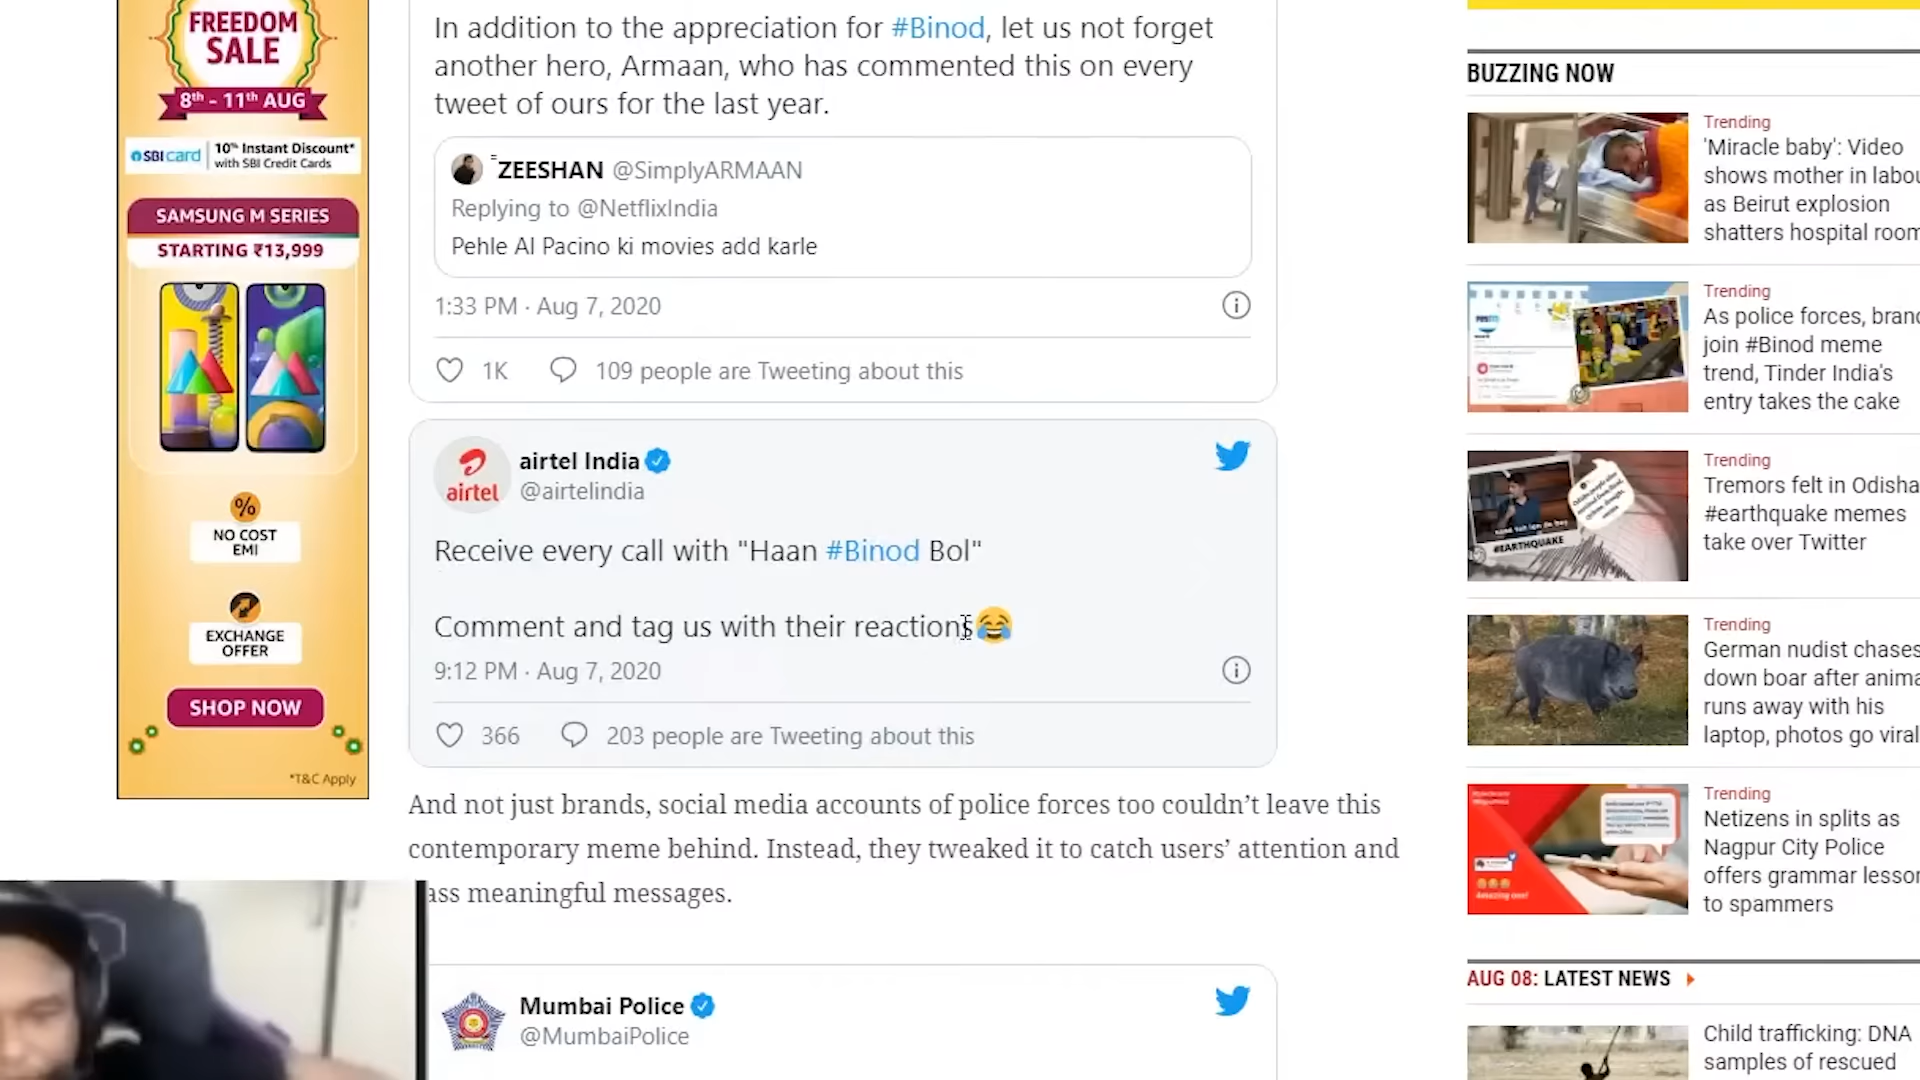 FREEDOM
SALE
8th - 11th AUG
SBI card
10% Instant Discount*
with SBI Credit Cards
SAMSUNG M SERIES
STARTING ₹13,999
%
NO COST
EMI
EXCHANGE
OFFER
SHOP NOW
*T&C Apply
In addition to the appreciation for #Binod, let us not forget
another hero, Armaan, who has commented this on every
tweet of ours for the last year.
ZEESHAN @SimplyARMAAN
Replying to @NetflixIndia
Pehle Al Pacino ki movies add karle
1:33 PM · Aug 7, 2020
1K
109 people are Tweeting about this
airtel
airtel India
@airtelindia
Receive every call with "Haan #Binod Bol"
Comment and tag us with their reactions😂
9:12 PM · Aug 7, 2020
366
203 people are Tweeting about this
And not just brands, social media accounts of police forces too couldn’t leave this
contemporary meme behind. Instead, they tweaked it to catch users’ attention and
ass meaningful messages.
Mumbai Police
@MumbaiPolice
BUZZING NOW
Trending
'Miracle baby': Video
shows mother in labou
as Beirut explosion
shatters hospital room
Trending
As police forces, brand
join #Binod meme
trend, Tinder India's
entry takes the cake
#EARTHQUAKE
Trending
Tremors felt in Odisha
#earthquake memes
take over Twitter
Trending
German nudist chases
down boar after anima
runs away with his
laptop, photos go viral
Trending
Netizens in splits as
Nagpur City Police
offers grammar lesson
to spammers
AUG 08: LATEST NEWS
Child trafficking: DNA
samples of rescued